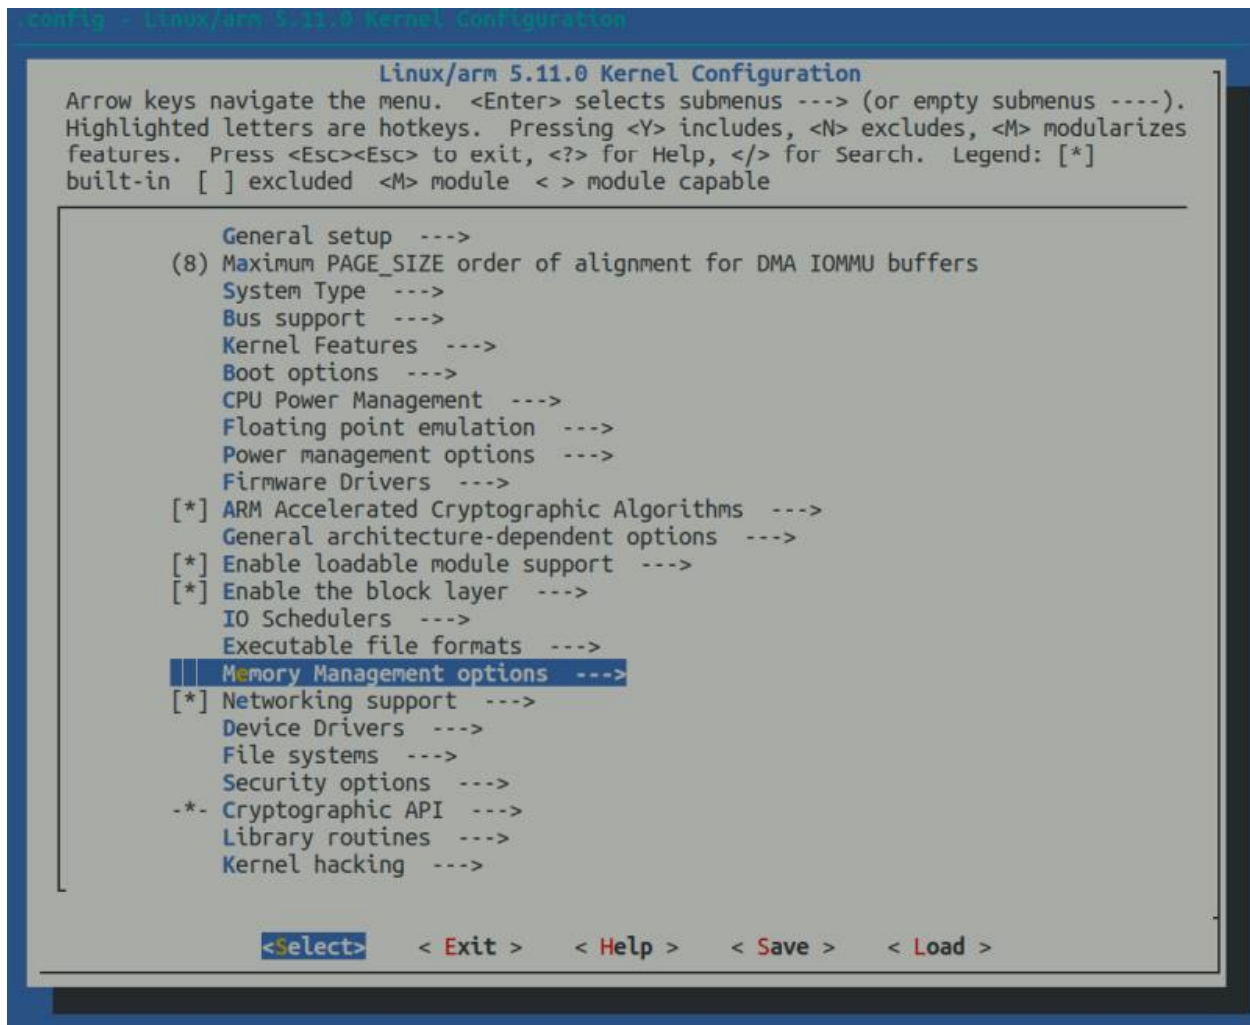 .config - Linux/arm 5.11.0 Kernel Configuration
Linux/arm 5.11.0 Kernel Configuration
Arrow keys navigate the menu.  <Enter> selects submenus ---> (or empty submenus ----).
Highlighted letters are hotkeys.  Pressing <Y> includes, <N> excludes, <M> modularizes
features.  Press <Esc><Esc> to exit, <?> for Help, </> for Search.  Legend: [*]
built-in  [ ] excluded  <M> module  < > module capable
General setup  --->
(8) Maximum PAGE_SIZE order of alignment for DMA IOMMU buffers
System Type  --->
Bus support  --->
Kernel Features  --->
Boot options  --->
CPU Power Management  --->
Floating point emulation  --->
Power management options  --->
Firmware Drivers  --->
[*] ARM Accelerated Cryptographic Algorithms  --->
General architecture-dependent options  --->
[*] Enable loadable module support  --->
[*] Enable the block layer  --->
IO Schedulers  --->
Executable file formats  --->
Memory Management options  --->
[*] Networking support  --->
Device Drivers  --->
File systems  --->
Security options  --->
-*- Cryptographic API  --->
Library routines  --->
Kernel hacking  --->
<Select>    < Exit >    < Help >    < Save >    < Load >